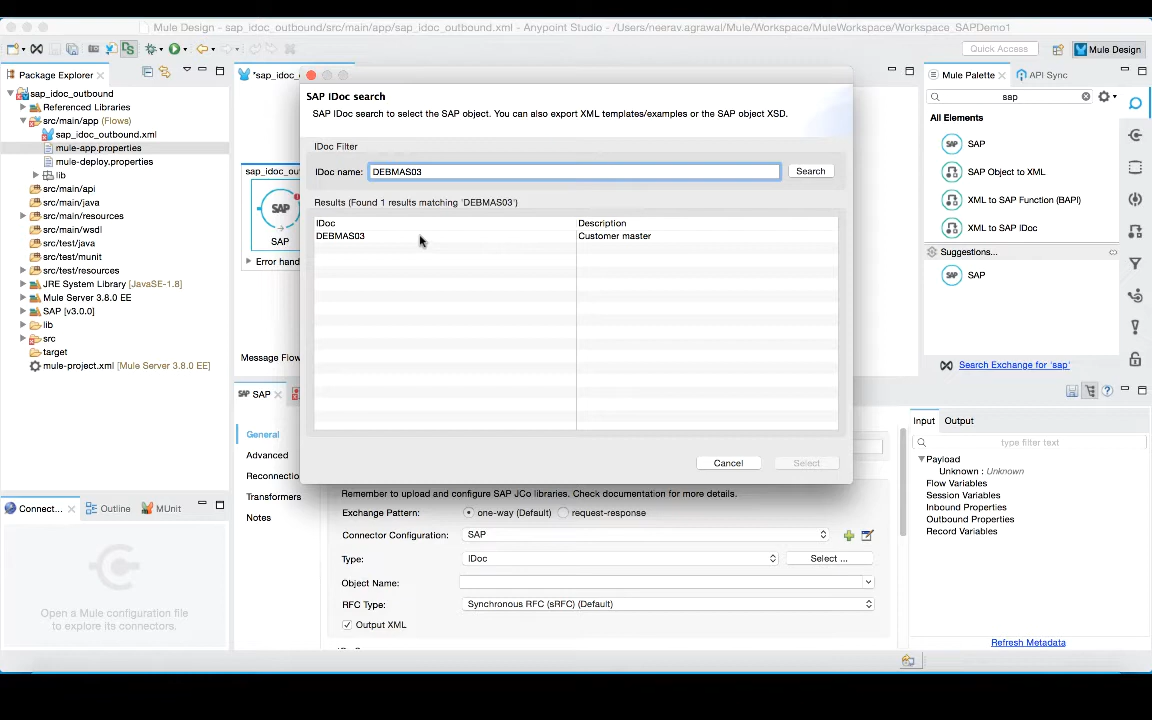 Mule Design - sap_idoc_outbound/src/main/app/sap_idoc_outbound.xml - Anypoint Studio - /Users/neerav.agrawal/Mule/Workspace/MuleWorkspace/Workspace_SAPDemo1
Quick Access
Mule Design
Package Explorer
sap_idoc_outbound
Referenced Libraries
src/main/app (Flows)
sap_idoc_outbound.xml
mule-app.properties
mule-deploy.properties
lib
src/main/api
src/main/java
src/main/resources
src/main/wsdl
src/test/java
src/test/munit
src/test/resources
JRE System Library [JavaSE-1.8]
Mule Server 3.8.0 EE
SAP [v3.0.0]
lib
src
target
mule-project.xml [Mule Server 3.8.0 EE]
Connect...
Outline
MUnit
Open a Mule configuration file
to explore its connectors.
*sap_idoc_
sap_idoc_ou
SAP
SAP
Error hand
Message Flow
SAP IDoc search
SAP IDoc search to select the SAP object. You can also export XML templates/examples or the SAP object XSD.
IDoc Filter
IDoc name: DEBMAS03 Search
Results (Found 1 results matching 'DEBMAS03')
IDoc Description
DEBMAS03 Customer master
Cancel Select
SAP SAP
General
Advanced
Reconnectio
Transformers
Notes
Remember to upload and configure SAP JCo libraries. Check documentation for more details.
Exchange Pattern: one-way (Default) request-response
Connector Configuration: SAP
Type: IDoc Select ...
Object Name:
RFC Type: Synchronous RFC (sRFC) (Default)
Output XML
Mule Palette
API Sync
sap
All Elements
SAP SAP
SAP Object to XML
XML to SAP Function (BAPI)
XML to SAP IDoc
Suggestions...
SAP SAP
Search Exchange for 'sap'
Input Output
type filter text
Payload
Unknown : Unknown
Flow Variables
Session Variables
Inbound Properties
Outbound Properties
Record Variables
Refresh Metadata